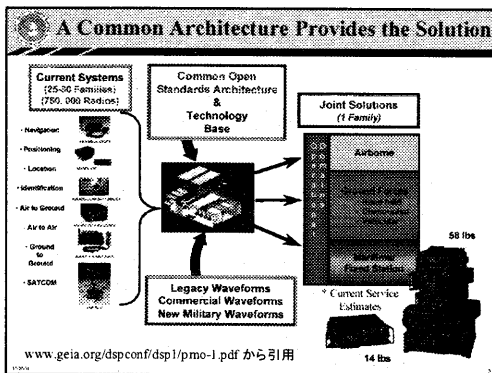 A Common Architecture Provides the Solution
Current Systems
(25-30 Families)
(750,000 Radios)
Common Open
Standards Architecture
&
Technology
Base
Joint Solutions
(1 Family)
- Navigation
- Positioning
- Location
- Identification
- Air to Ground
- Air to Air
- Ground
to
Ground
- SATCOM
Airborne
Maritime
Fixed Station
58 lbs
Legacy Waveforms
Commercial Waveforms
New Military Waveforms
* Current Service
Estimates
14 lbs
www.geia.org/dspconf/dsp1/pmo-1.pdf から引用